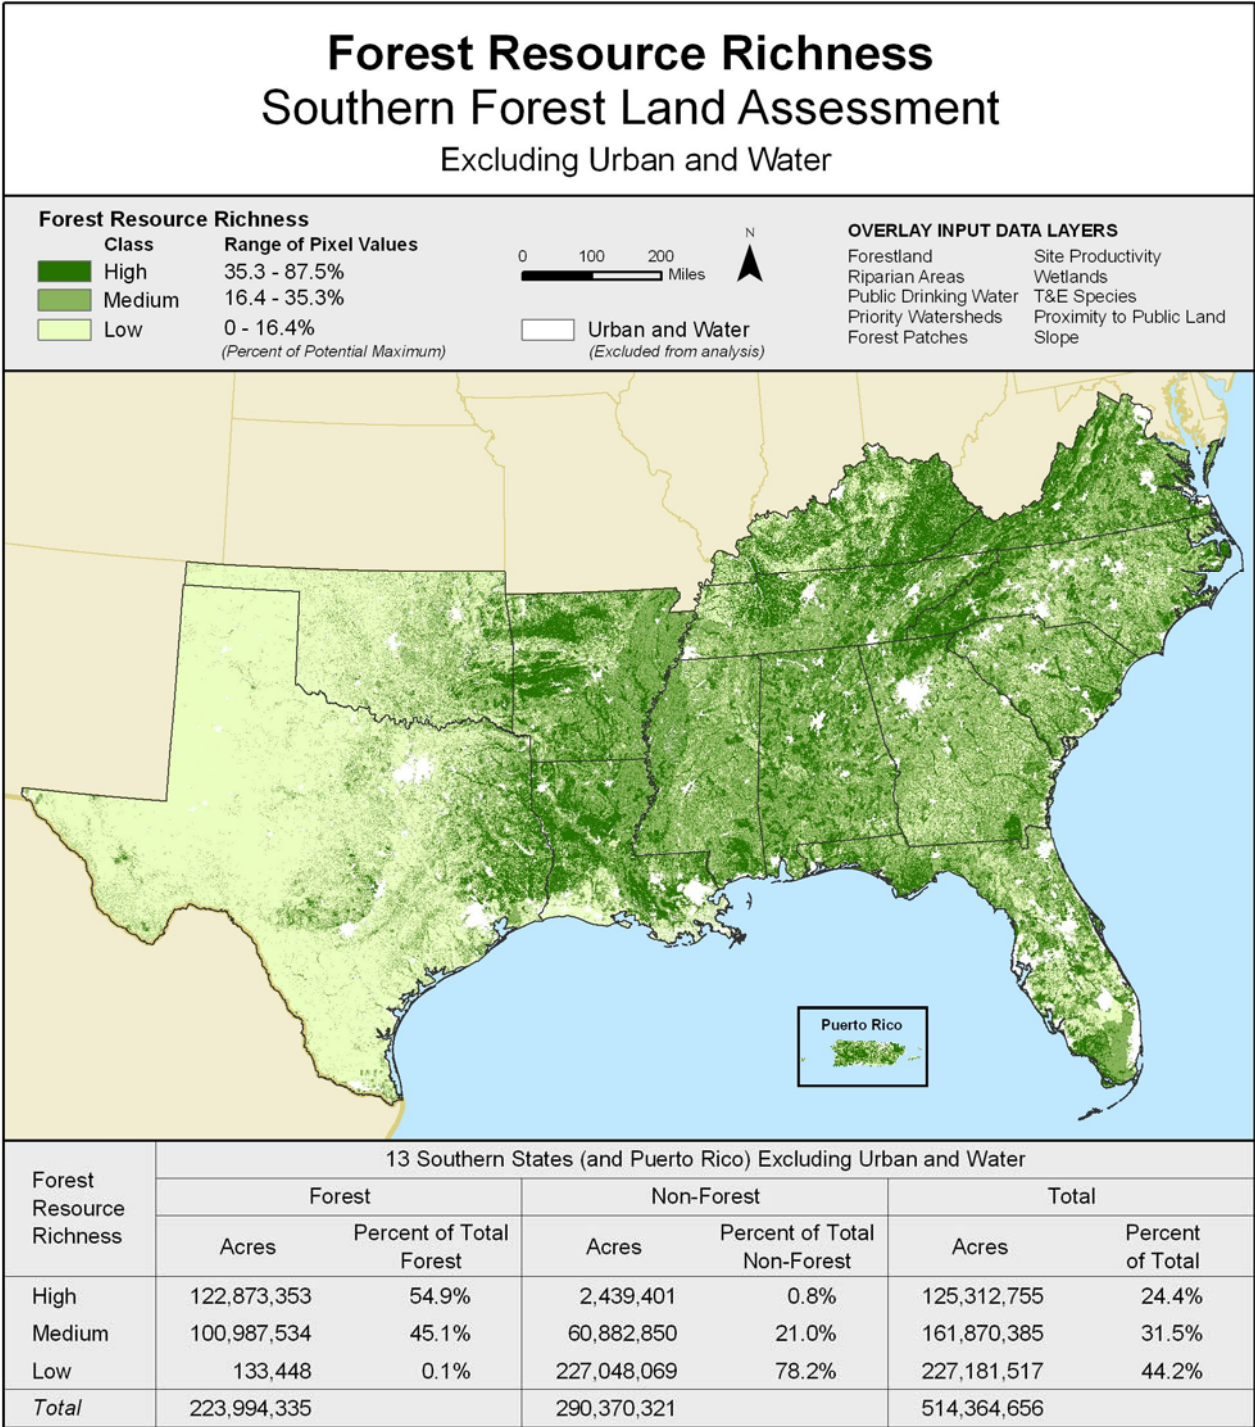 Forest Resource Richness
Southern Forest Land Assessment
Excluding Urban and Water
Forest Resource Richness
Class Range of Pixel Values
High 35.3 - 87.5%
Medium 16.4 - 35.3%
Low 0 - 16.4%
(Percent of Potential Maximum)
0 100 200
Miles
N
Urban and Water
(Excluded from analysis)
OVERLAY INPUT DATA LAYERS
Forestland Site Productivity
Riparian Areas Wetlands
Public Drinking Water T&E Species
Priority Watersheds Proximity to Public Land
Forest Patches Slope
Puerto Rico
Forest
Resource
Richness
13 Southern States (and Puerto Rico) Excluding Urban and Water
Forest Non-Forest Total
Acres Percent of Total
Forest Acres Percent of Total
Non-Forest Acres Percent
of Total
High 122,873,353 54.9% 2,439,401 0.8% 125,312,755 24.4%
Medium 100,987,534 45.1% 60,882,850 21.0% 161,870,385 31.5%
Low 133,448 0.1% 227,048,069 78.2% 227,181,517 44.2%
Total 223,994,335 290,370,321 514,364,656